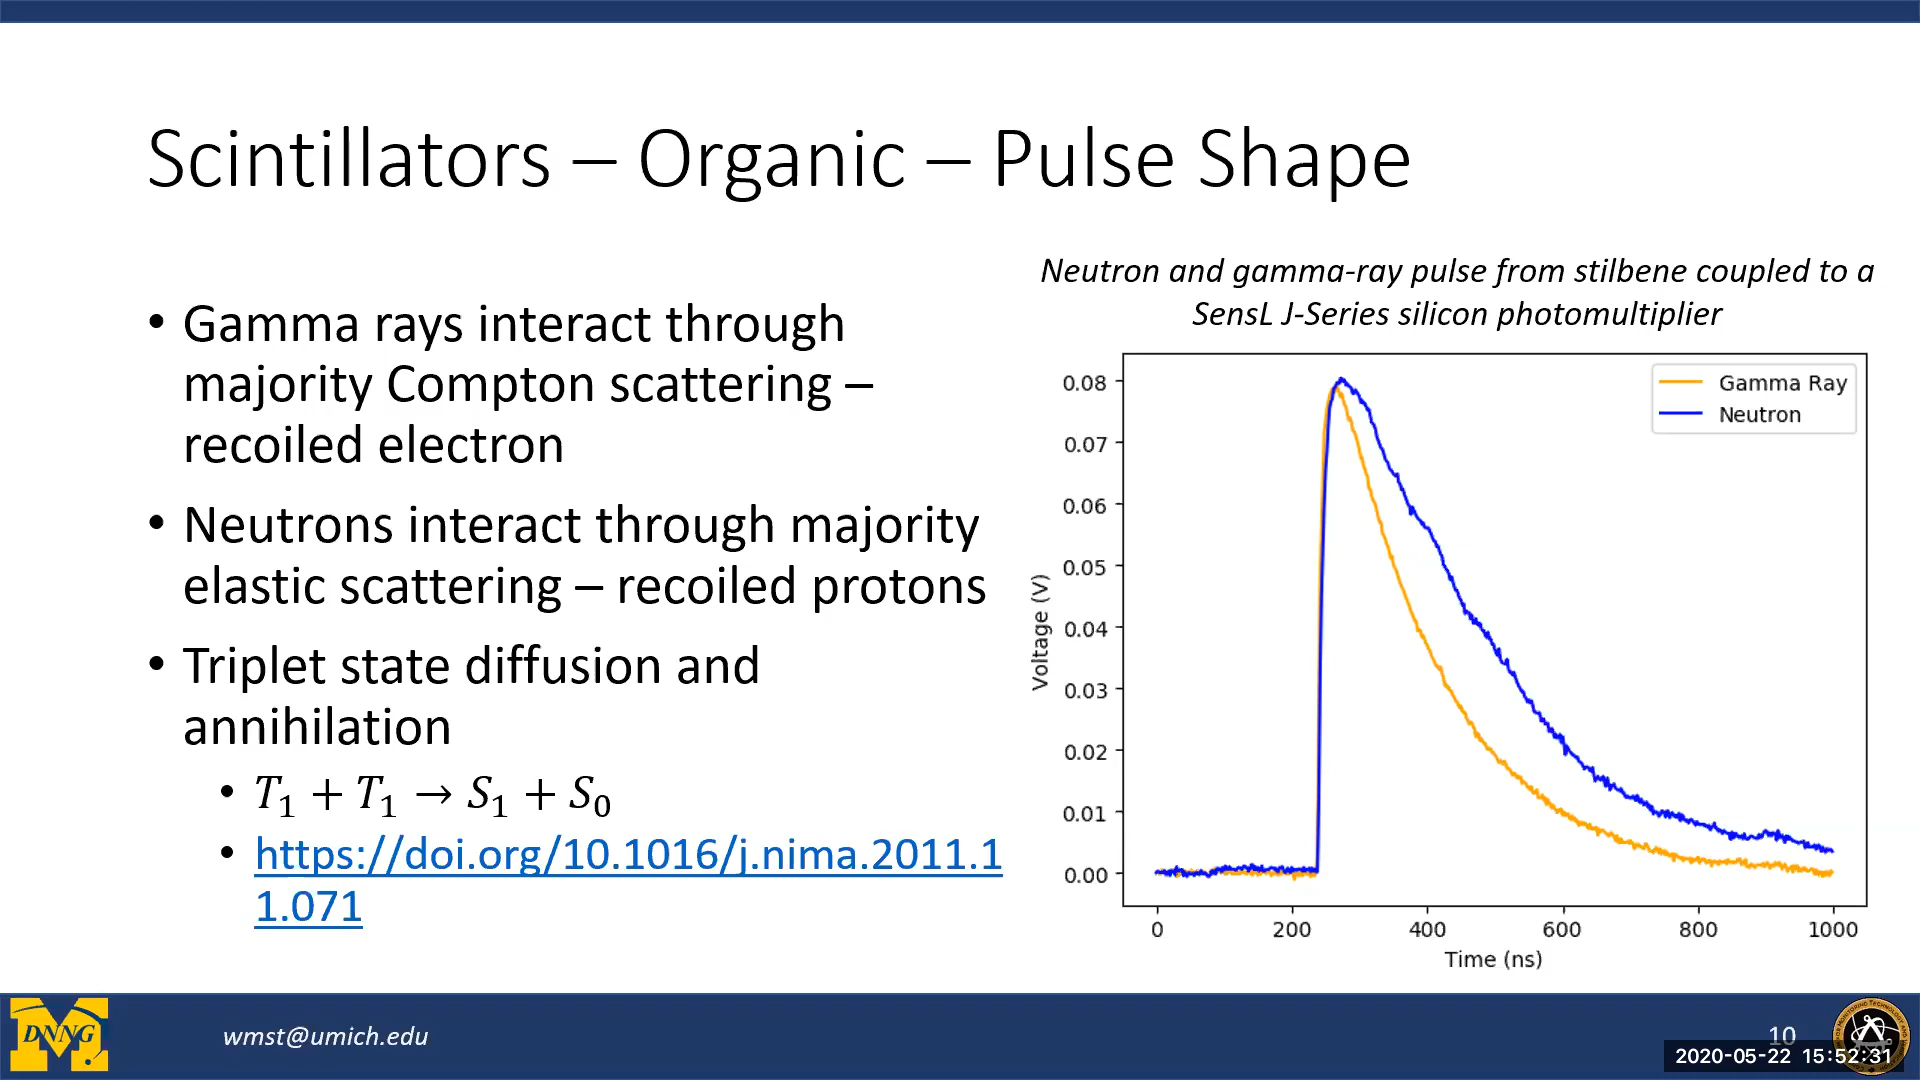 Scintillators – Organic – Pulse Shape
• Gamma rays interact through
majority Compton scattering –
recoiled electron
• Neutrons interact through majority
elastic scattering – recoiled protons
• Triplet state diffusion and
annihilation
• T₁ + T₁ → S₁ + S₀
• https://doi.org/10.1016/j.nima.2011.1
1.071
Neutron and gamma-ray pulse from stilbene coupled to a
SensL J-Series silicon photomultiplier
Gamma Ray
Neutron
0.08
0.07
0.06
0.05
0.04
0.03
0.02
0.01
0.00
Voltage (V)
0 200 400 600 800 1000
Time (ns)
DNNG
wmst@umich.edu
10
2020-05-22 15:52:31